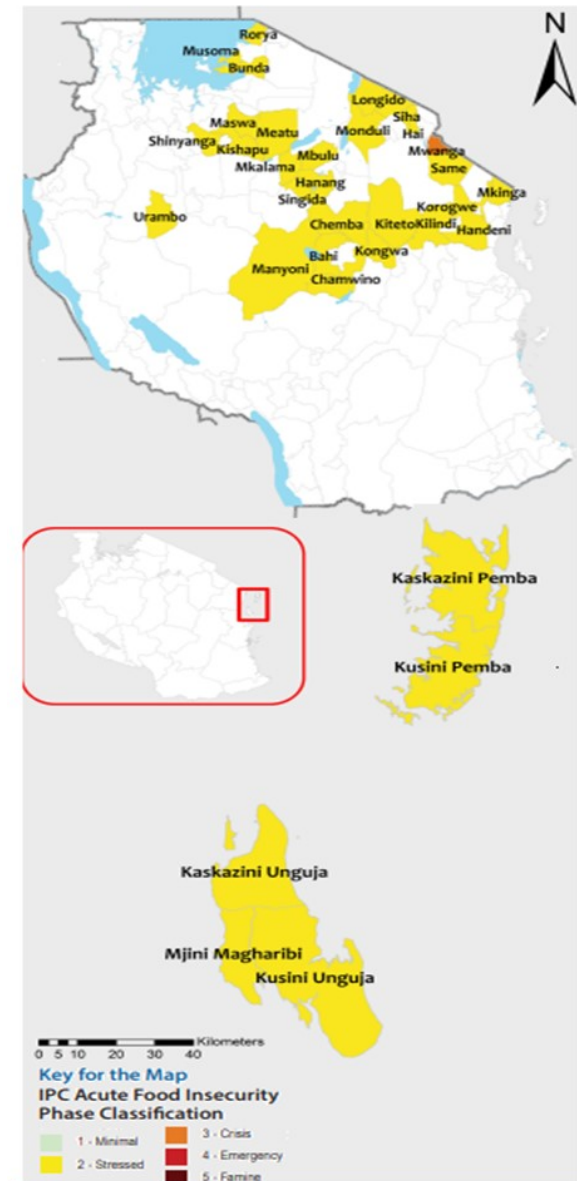 N
Rorya
Musoma
Bunda
Longido
Siha
Maswa
Hai
Meatu
Monduli
Shinyanga
Mwanga
Kishapu
Mbulu
Mkalama
Same
Hanang
Mkinga
Singida
Korogwe
Urambo
Chemba
Kiteto
Kilindi
Handeni
Bahi
Kongwa
Manyoni
Chamwino
Kaskazini Pemba
Kusini Pemba
Kaskazini Unguja
Mjini Magharibi
Kusini Unguja
Kilometers
0 5 10 20 30 40
Key for the Map
IPC Acute Food Insecurity
Phase Classification
1 - Minimal
2 - Stressed
3 - Crisis
4 - Emergency
5 - Famine